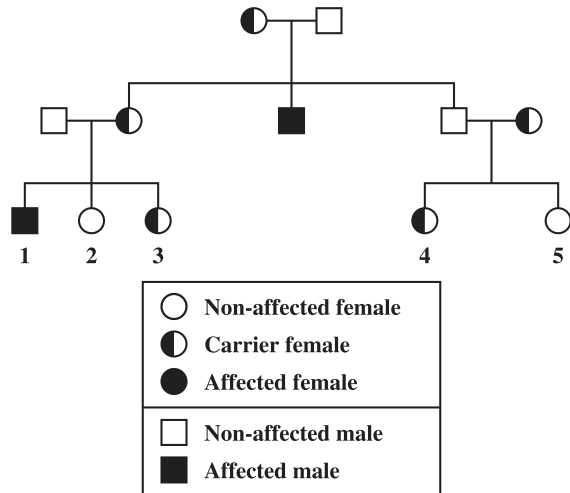 1 2 3 4 5
Non-affected female
Carrier female
Affected female
Non-affected male
Affected male